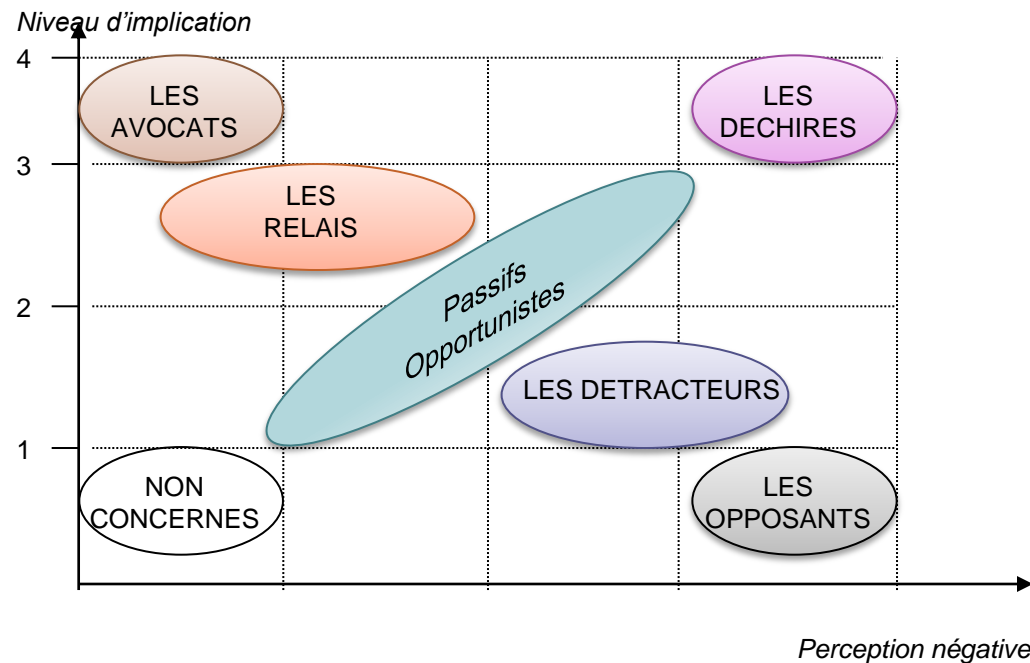 Niveau d'implication
4
LES
AVOCATS
LES
DECHIRES
3
LES
RELAIS
Passifs
Opportunistes
2
LES DETRACTEURS
1
NON
CONCERNES
LES
OPPOSANTS
Perception négative